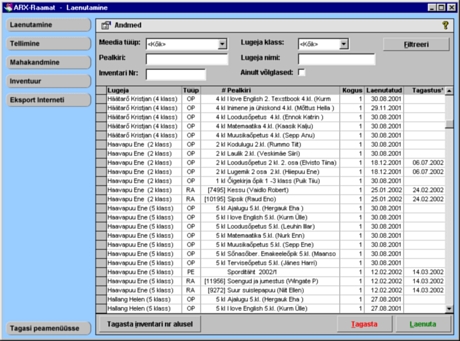 ARX-Raamat - Laenutamine
Laenutamine
Tellimine
Mahakandmine
Inventuur
Eksport Interneti
Tagasi peamenüüsse
Andmed
Meedia tüüp: <Kõik> Lugeja klass: <Kõik>
Pealkiri: Lugeja nimi:
Inventari Nr: Ainult võlglased:
Filtreeri
Lugeja Tüüp # Pealkiri Kogus Laenutatud Tagastus*
Häätarõ Kristjan (4 klass) OP 4 kl I love English 2. Texstbook 4.kl. (Kurm 1 30.08.2001
Häätarõ Kristjan (4 klass) OP 4 kl Inimene ja ühiskond 4.kl. (Mõttus Hella ) 1 29.11.2001
Häätarõ Kristjan (4 klass) OP 4 kl Loodusõpetus 4.kl. (Ennok Katrin ) 1 30.08.2001
Häätarõ Kristjan (4 klass) OP 4 kl Matemaatika 4 kl. (Kaasik Kalju) 1 30.08.2001
Häätarõ Kristjan (4 klass) OP 4 kl Muusikaõpetus 4 kl. (Sepp Anu) 1 30.08.2001
Haavapuu Ene (2 klass) OP 2 kl Kodulugu 2.kl. (Rummo Tiit) 1 30.08.2001
Haavapuu Ene (2 klass) OP 2 kl Laulik 2.kl. (Veskimäe Siiri) 1 30.08.2001
Haavapuu Ene (2 klass) OP 2 kl Loodusõpetus 2 kl. 2. osa (Elvisto Tiina) 1 18.12.2001 06.07.2002
Haavapuu Ene (2 klass) OP 2 kl Lugemik 2 osa 2 kl. (Hiiepuu Ene) 1 18.12.2001 06.07.2002
Haavapuu Ene (2 klass) OP 1 kl Õigekirja õpik 1 -3 klass (Puik Tiiu) 1 30.08.2001
Haavapuu Ene (2 klass) RA [7495] Kessu (Vaidlo Robert) 1 25.01.2002 24.02.2002
Haavapuu Ene (2 klass) RA [10195] Sipsik (Raud Eno) 1 25.01.2002 24.02.2002
Haavapuu Ene (5 klass) OP 5 kl Ajalugu 5.kl. (Hergauk Eha ) 1 30.08.2001
Haavapuu Ene (5 klass) OP 5 kl I love English 5.kl. (Kurm Ülle) 1 30.08.2001
Haavapuu Ene (5 klass) OP 5 kl Loodusõpetus 5.kl. (Leuhin Illar) 1 30.08.2001
Haavapuu Ene (5 klass) OP 5 kl Matemaatika 5.kl. (Nurk Enn) 1 30.08.2001
Haavapuu Ene (5 klass) OP 5 kl Muusikaõpetus 5.kl. (Sepp Ene) 1 30.08.2001
Haavapuu Ene (5 klass) OP 5 kl Sõnasõber. Emakeeleõpik 5.kl. (Maanso 1 30.08.2001
Haavapuu Ene (5 klass) OP 5 kl Terviseõpetus 5.kl. (Jänes Harri) 1 30.08.2001
Haavapuu Ene (5 klass) PE Sporditäht 2002/1 1 12.02.2002 14.03.2002
Haavapuu Ene (5 klass) RA [11956] Soengud ja jumestus (Wingate P) 1 12.02.2002 14.03.2002
Haavapuu Ene (5 klass) RA [9272] Suur suislepapuu (Niit Ellen) 1 12.02.2002 14.03.2002
Hallang Helen (5 klass) OP 5 kl Ajalugu 5.kl. (Hergauk Eha ) 1 27.08.2001
Hallang Helen (5 klass) OP 5 kl I love English 5.kl. (Kurm Ülle) 1 27.08.2001
Tagasta inventari nr alusel Tagasta Laenuta